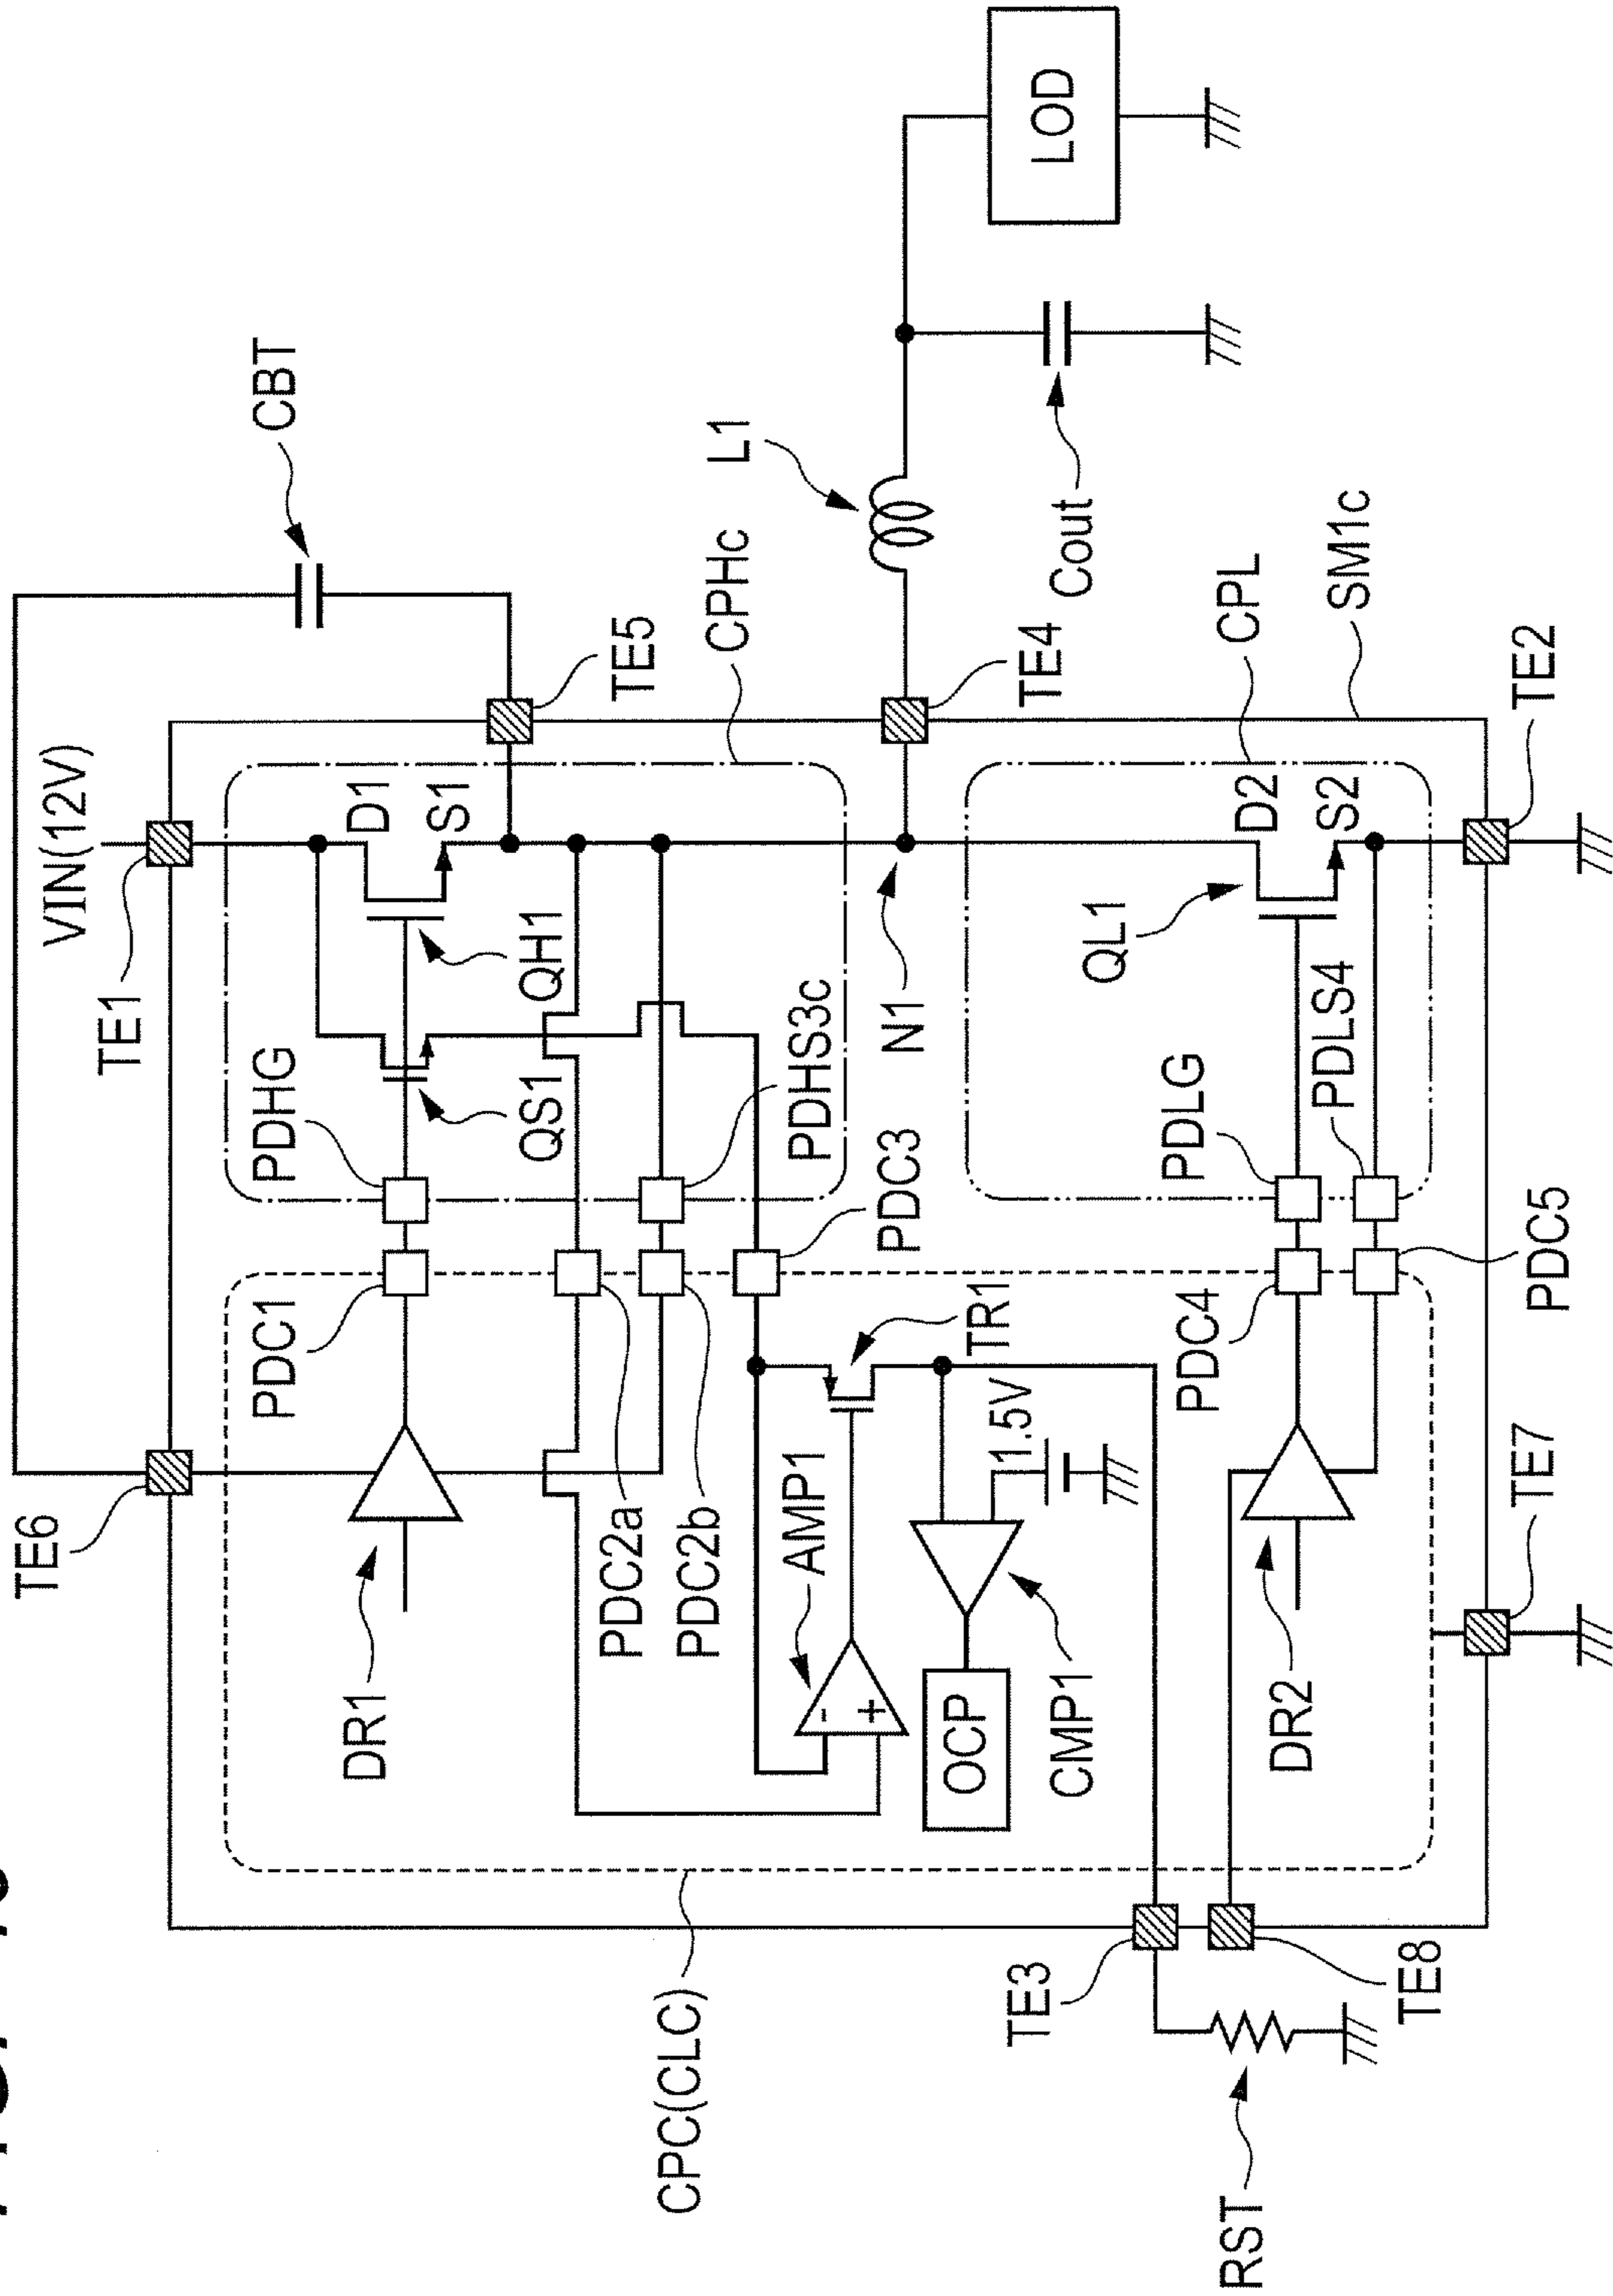 VIN(12V)
CBT
TE1
TE6
D1
S1
TE5
PDHG
QH1
PDC1
QS1
DR1
CPHc
L1
PDHS3c
PDC2a
PDC2b
PDC3
N1
TE4
Cout
LOD
AMP1
TR1
-
+
1.5V
OCP
CMP1
CPC(CLC)
QL1
D2
S2
CPL
SM1c
PDLG
PDLS4
PDC4
PDC5
DR2
TE2
TE7
TE3
TE8
RST